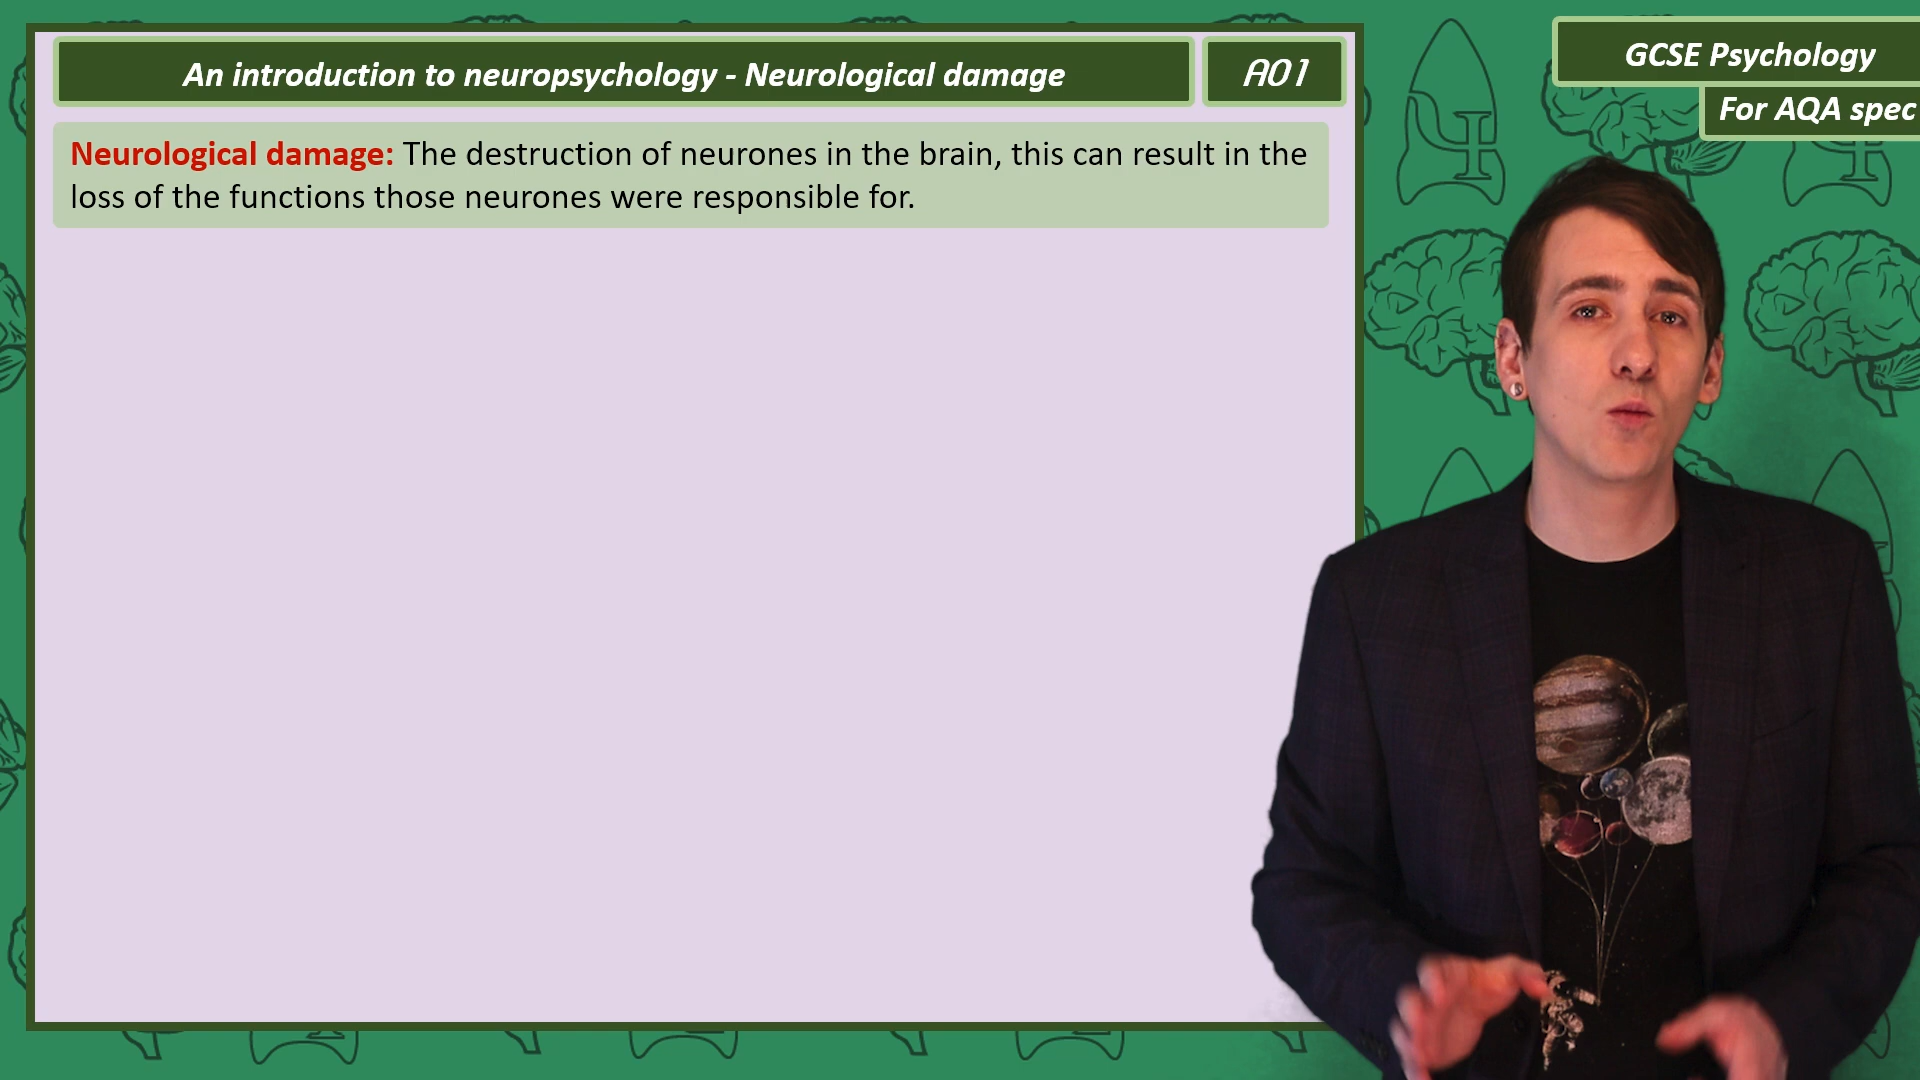 An introduction to neuropsychology - Neurological damage
AO1
GCSE Psychology
For AQA spec
Neurological damage: The destruction of neurones in the brain, this can result in the
loss of the functions those neurones were responsible for.